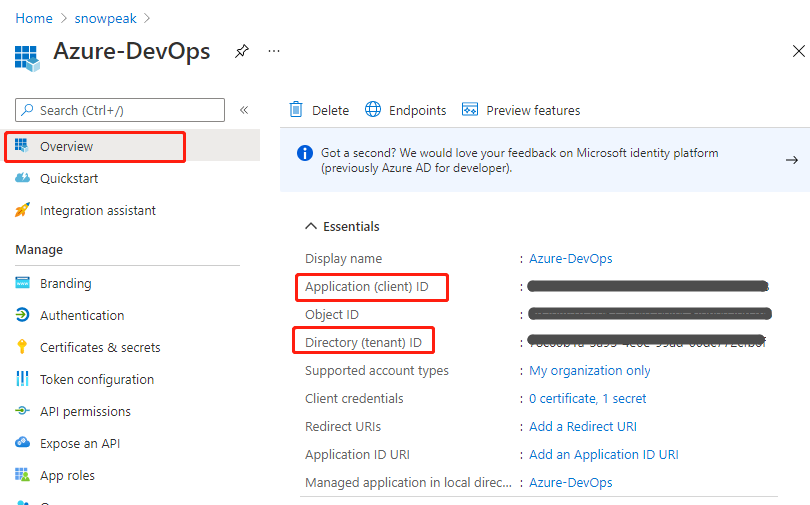 Home > snowpeak >
Azure-DevOps
Search (Ctrl+/)
Overview
Quickstart
Integration assistant
Manage
Branding
Authentication
Certificates & secrets
Token configuration
API permissions
Expose an API
App roles
Delete
Endpoints
Preview features
Got a second? We would love your feedback on Microsoft identity platform
(previously Azure AD for developer).
Essentials
Display name : Azure-DevOps
Application (client) ID :
Object ID :
Directory (tenant) ID :
Supported account types : My organization only
Client credentials : 0 certificate, 1 secret
Redirect URIs : Add a Redirect URI
Application ID URI : Add an Application ID URI
Managed application in local direc... : Azure-DevOps